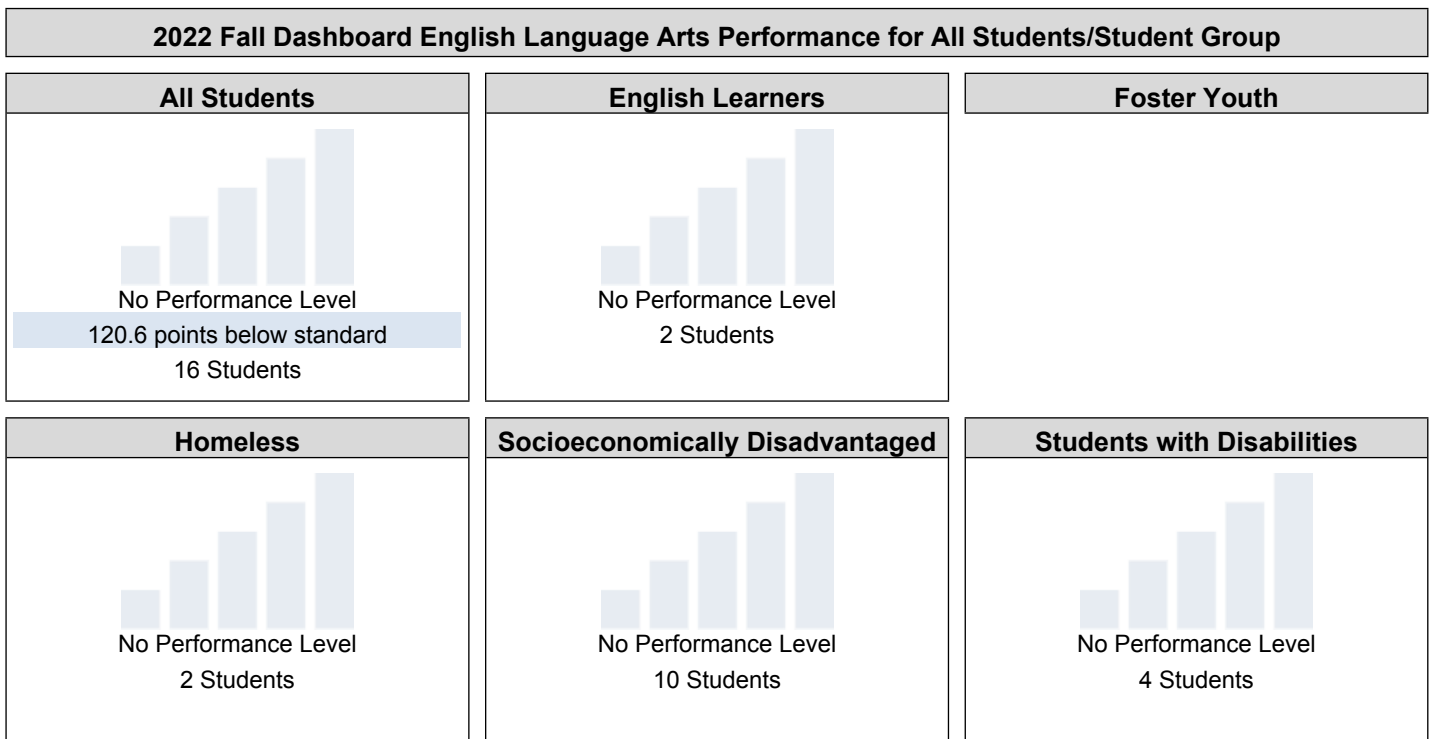 2022 Fall Dashboard English Language Arts Performance for All Students/Student Group
All Students
No Performance Level
120.6 points below standard
16 Students
English Learners
No Performance Level
2 Students
Foster Youth
Homeless
No Performance Level
2 Students
Socioeconomically Disadvantaged
No Performance Level
10 Students
Students with Disabilities
No Performance Level
4 Students